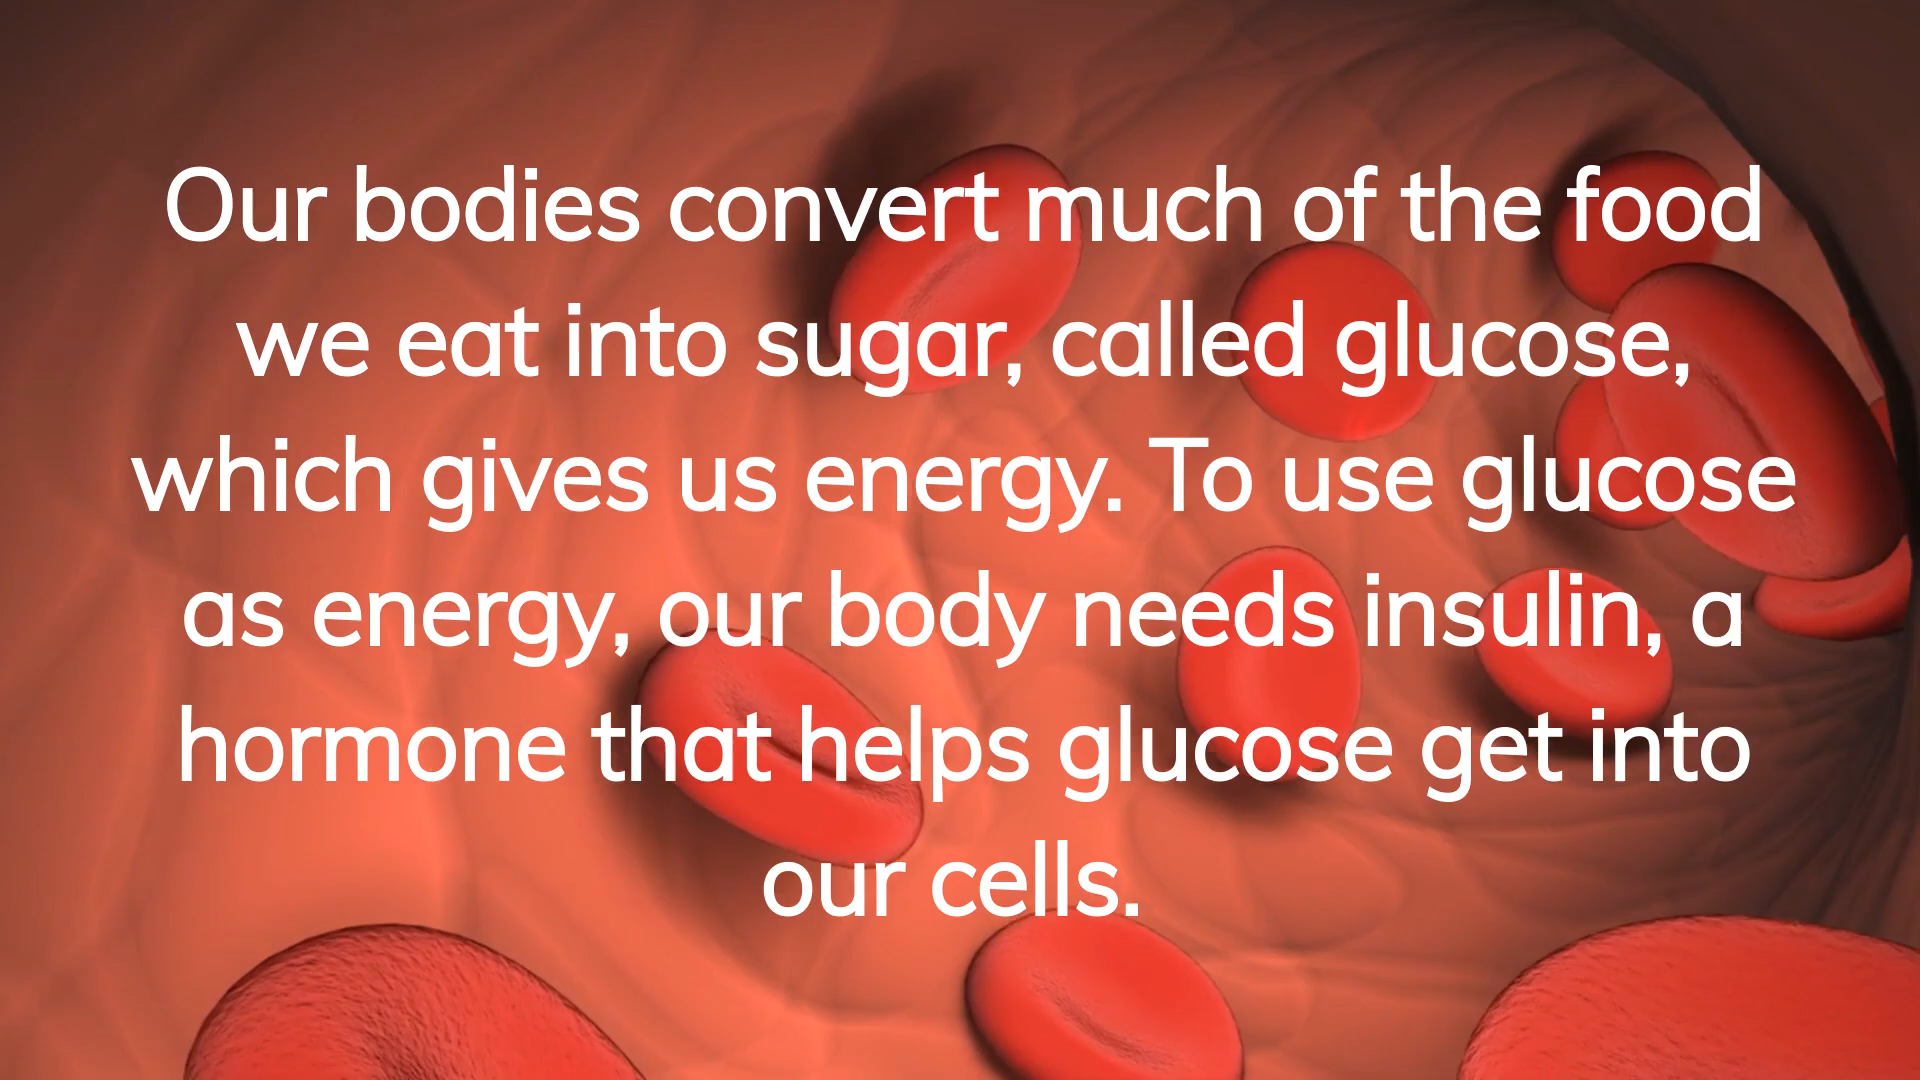 Our bodies convert much of the food
we eat into sugar, called glucose,
which gives us energy. To use glucose
as energy, our body needs insulin, a
hormone that helps glucose get into
our cells.